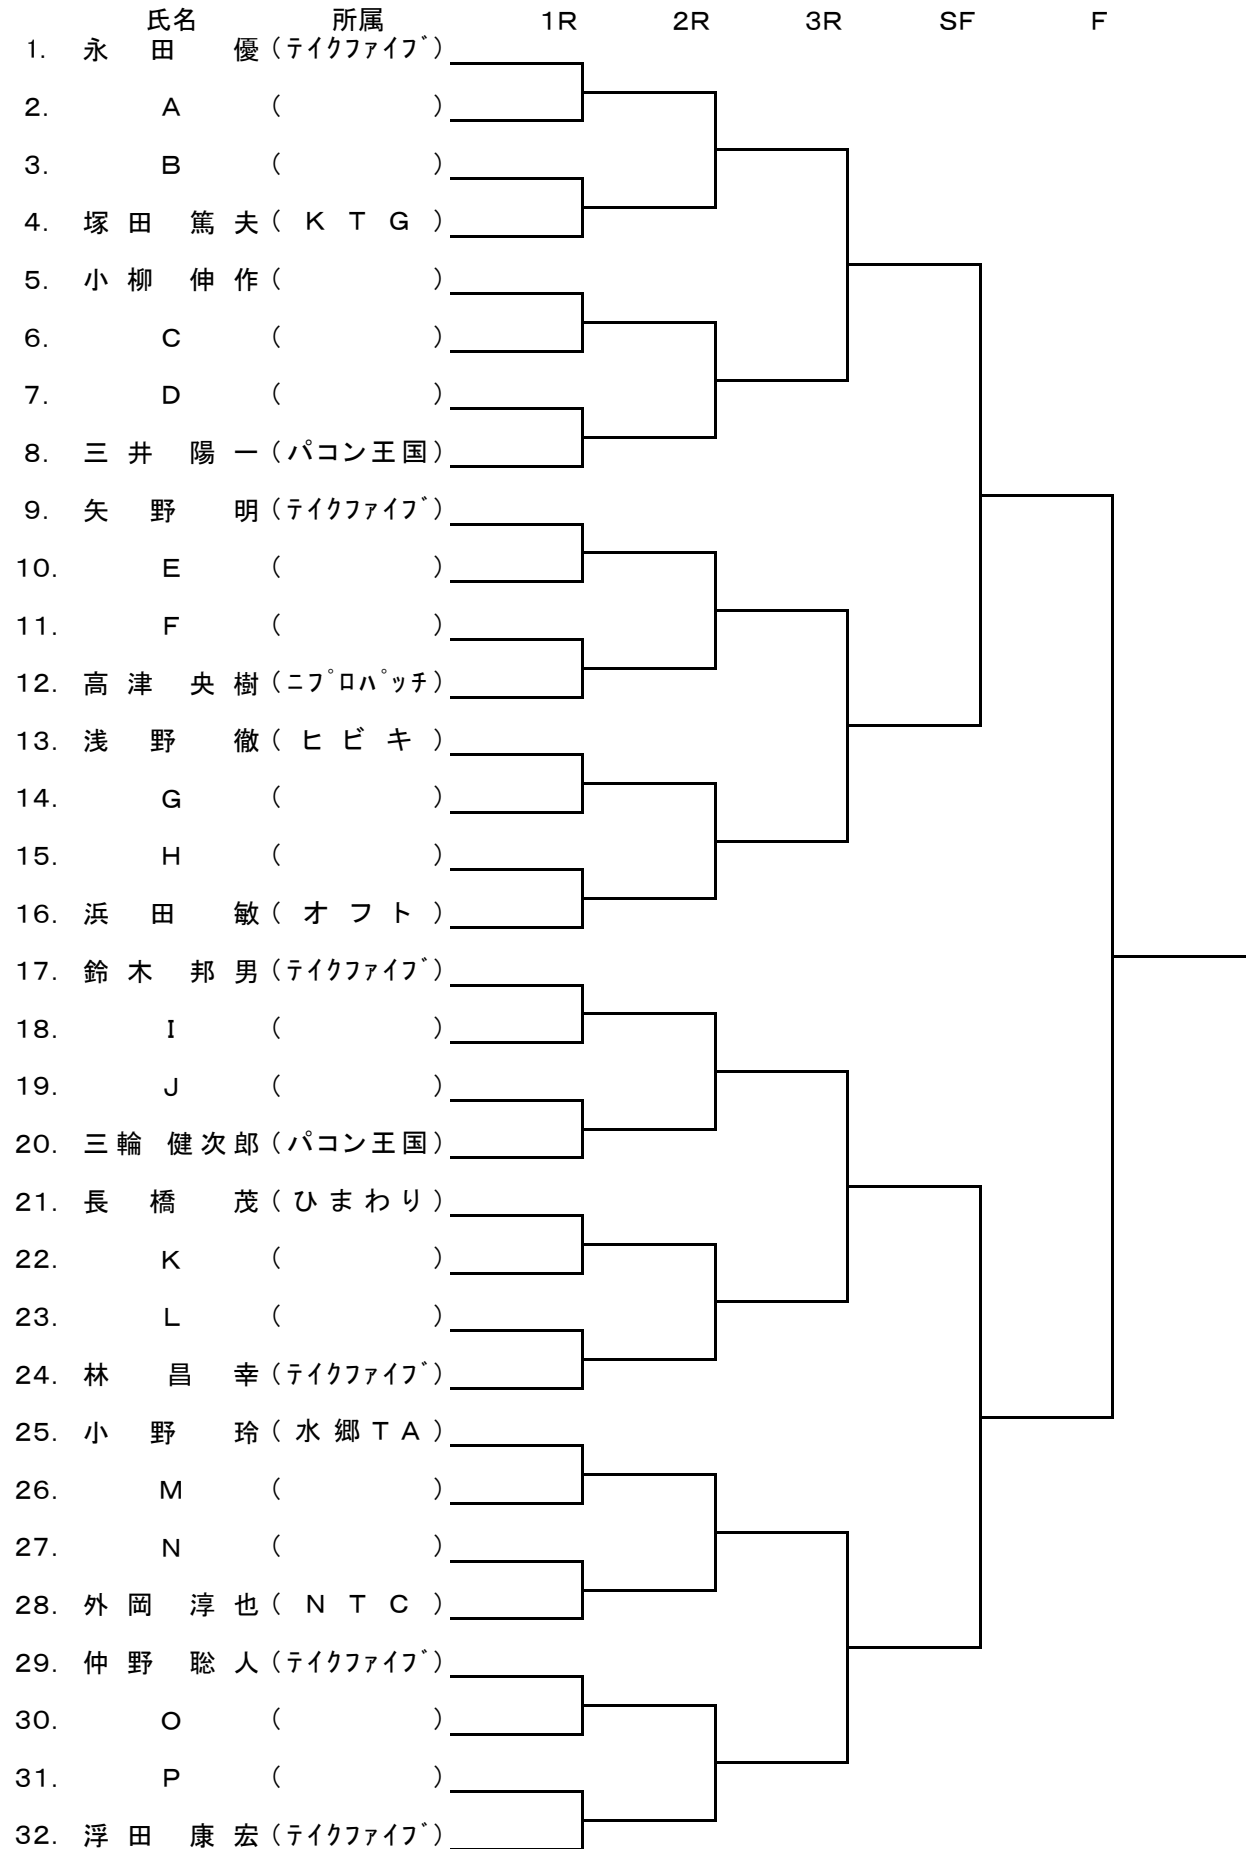 氏名 所属 1R 2R 3R SF F
1. 永田 優 (ﾃｲｸﾌｧｲﾌﾞ)
2. A ( )
3. B ( )
4. 塚田 篤夫 (KTG)
5. 小柳 伸作 ( )
6. C ( )
7. D ( )
8. 三井 陽一 (パコン王国)
9. 矢野 明 (ﾃｲｸﾌｧｲﾌﾞ)
10. E ( )
11. F ( )
12. 高津 央樹 (ﾆﾌﾟﾛﾊﾟｯﾁ)
13. 浅野 徹 (ヒビキ)
14. G ( )
15. H ( )
16. 浜田 敏 (オフト)
17. 鈴木 邦男 (ﾃｲｸﾌｧｲﾌﾞ)
18. I ( )
19. J ( )
20. 三輪 健次郎 (パコン王国)
21. 長橋 茂 (ひまわり)
22. K ( )
23. L ( )
24. 林 昌幸 (ﾃｲｸﾌｧｲﾌﾞ)
25. 小野 玲 (水郷TA)
26. M ( )
27. N ( )
28. 外岡 淳也 (NTC)
29. 仲野 聡人 (ﾃｲｸﾌｧｲﾌﾞ)
30. O ( )
31. P ( )
32. 浮田 康宏 (ﾃｲｸﾌｧｲﾌﾞ)